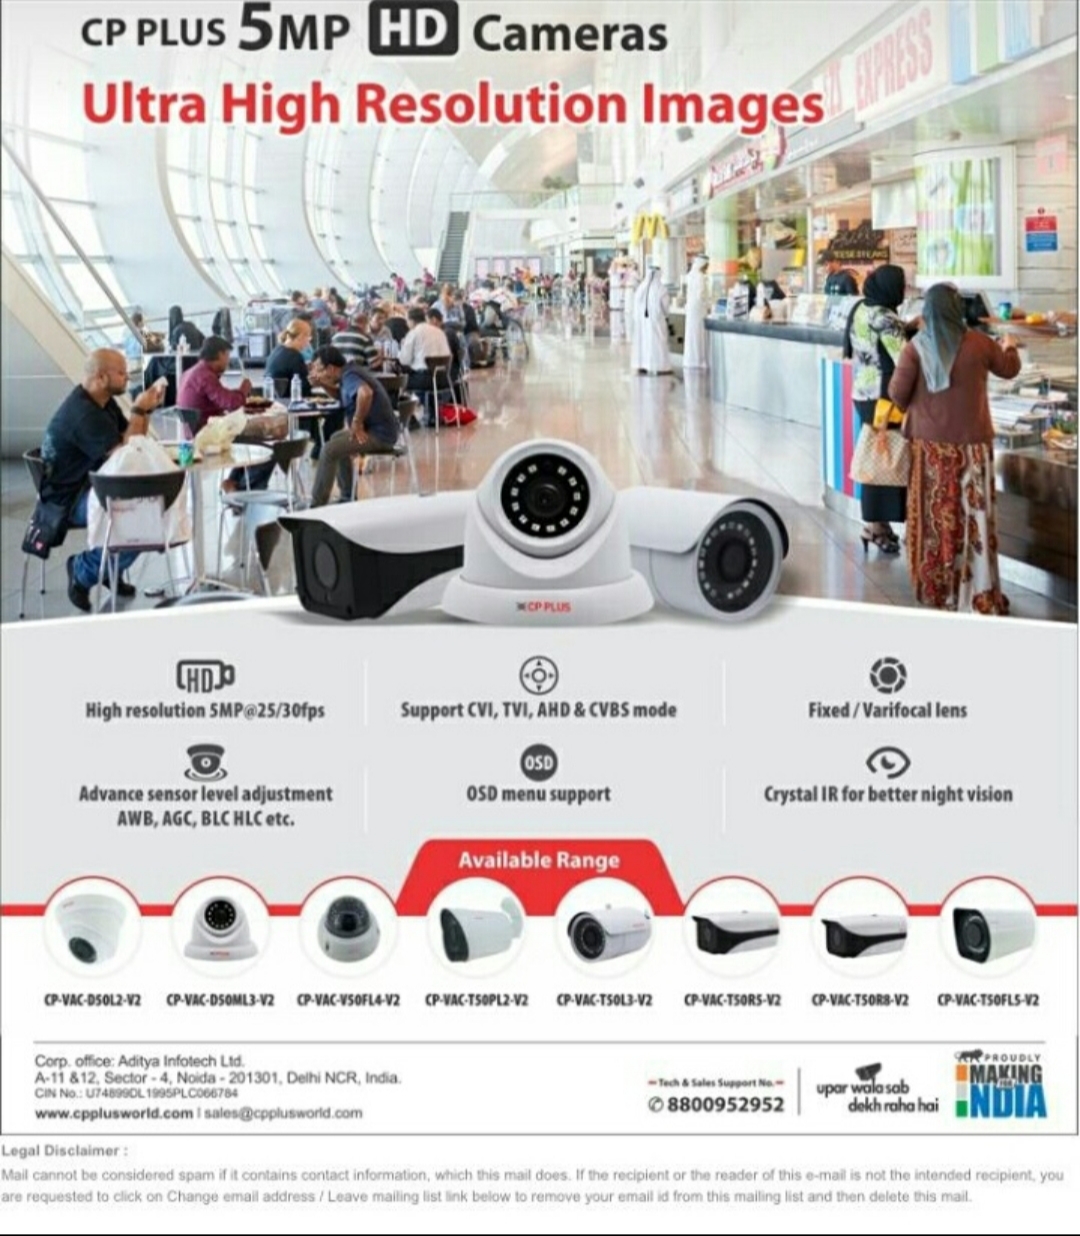 CP PLUS 5MP HD Cameras
Ultra High Resolution Images
EXPRESS
CP PLUS
HD
High resolution 5MP@25/30fps
Support CVI, TVI, AHD & CVBS mode
Fixed / Varifocal lens
Advance sensor level adjustment
AWB, AGC, BLC HLC etc.
OSD
OSD menu support
Crystal IR for better night vision
Available Range
CP-VAC-D50L2-V2 CP-VAC-D50ML3-V2 CP-VAC-V50FL4-V2 CP-VAC-T50PL2-V2 CP-VAC-T50L3-V2 CP-VAC-T50R5-V2 CP-VAC-T50R8-V2 CP-VAC-T50FL5-V2
Corp. office: Aditya Infotech Ltd.
A-11 &12, Sector - 4, Noida - 201301, Delhi NCR, India.
CIN No.: U74899DL1995PLC066784
www.cpplusworld.com | sales@cpplusworld.com
Tech & Sales Support No.
8800952952
upar wala sab
dekh raha hai
PROUDLY
MAKING
FOR
INDIA
Legal Disclaimer :
Mail cannot be considered spam if it contains contact information, which this mail does. If the recipient or the reader of this e-mail is not the intended recipient, you
are requested to click on Change email address / Leave mailing list link below to remove your email id from this mailing list and then delete this mail.